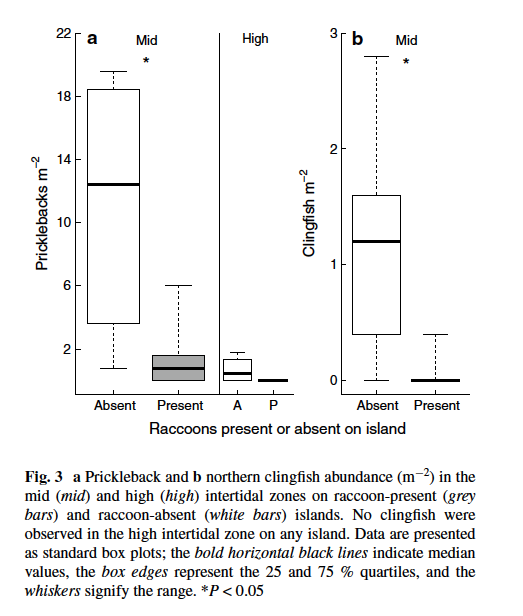 a Mid High
*
22
18
14
10
6
2
Pricklebacks m⁻²
Absent Present A P
b Mid
*
3
2
1
0
Clingfish m⁻²
Absent Present
Raccoons present or absent on island
Fig. 3 a Prickleback and b northern clingfish abundance (m⁻²) in the
mid (mid) and high (high) intertidal zones on raccoon-present (grey
bars) and raccoon-absent (white bars) islands. No clingfish were
observed in the high intertidal zone on any island. Data are presented
as standard box plots; the bold horizontal black lines indicate median
values, the box edges represent the 25 and 75 % quartiles, and the
whiskers signify the range. *P < 0.05